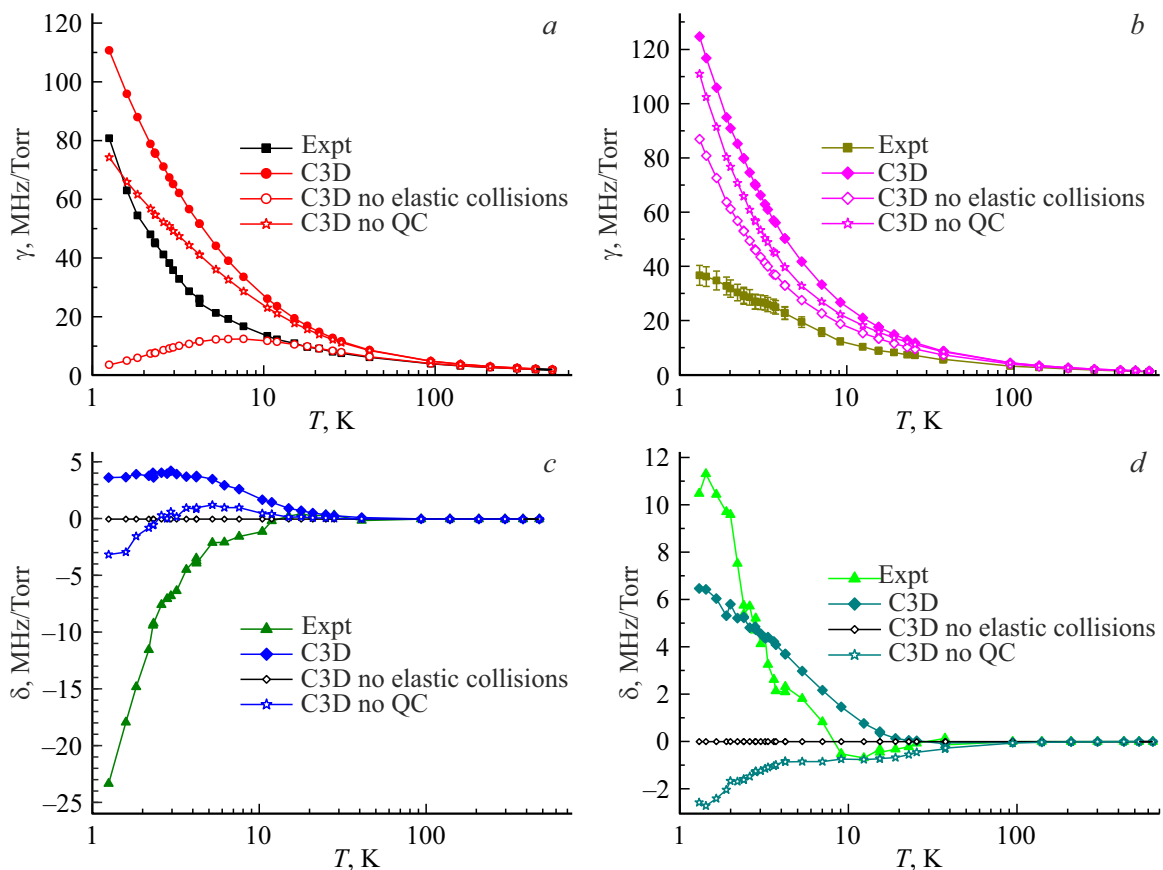 a
120
100
80
60
40
20
0
γ, MHz/Torr
Expt
C3D
C3D no elastic collisions
C3D no QC
1
10
100
T, K
b
120
100
80
60
40
20
0
γ, MHz/Torr
Expt
C3D
C3D no elastic collisions
C3D no QC
1
10
100
T, K
c
5
0
–5
–10
–15
–20
–25
δ, MHz/Torr
Expt
C3D
C3D no elastic collisions
C3D no QC
1
10
100
T, K
d
12
10
8
6
4
2
0
–2
δ, MHz/Torr
Expt
C3D
C3D no elastic collisions
C3D no QC
1
10
100
T, K